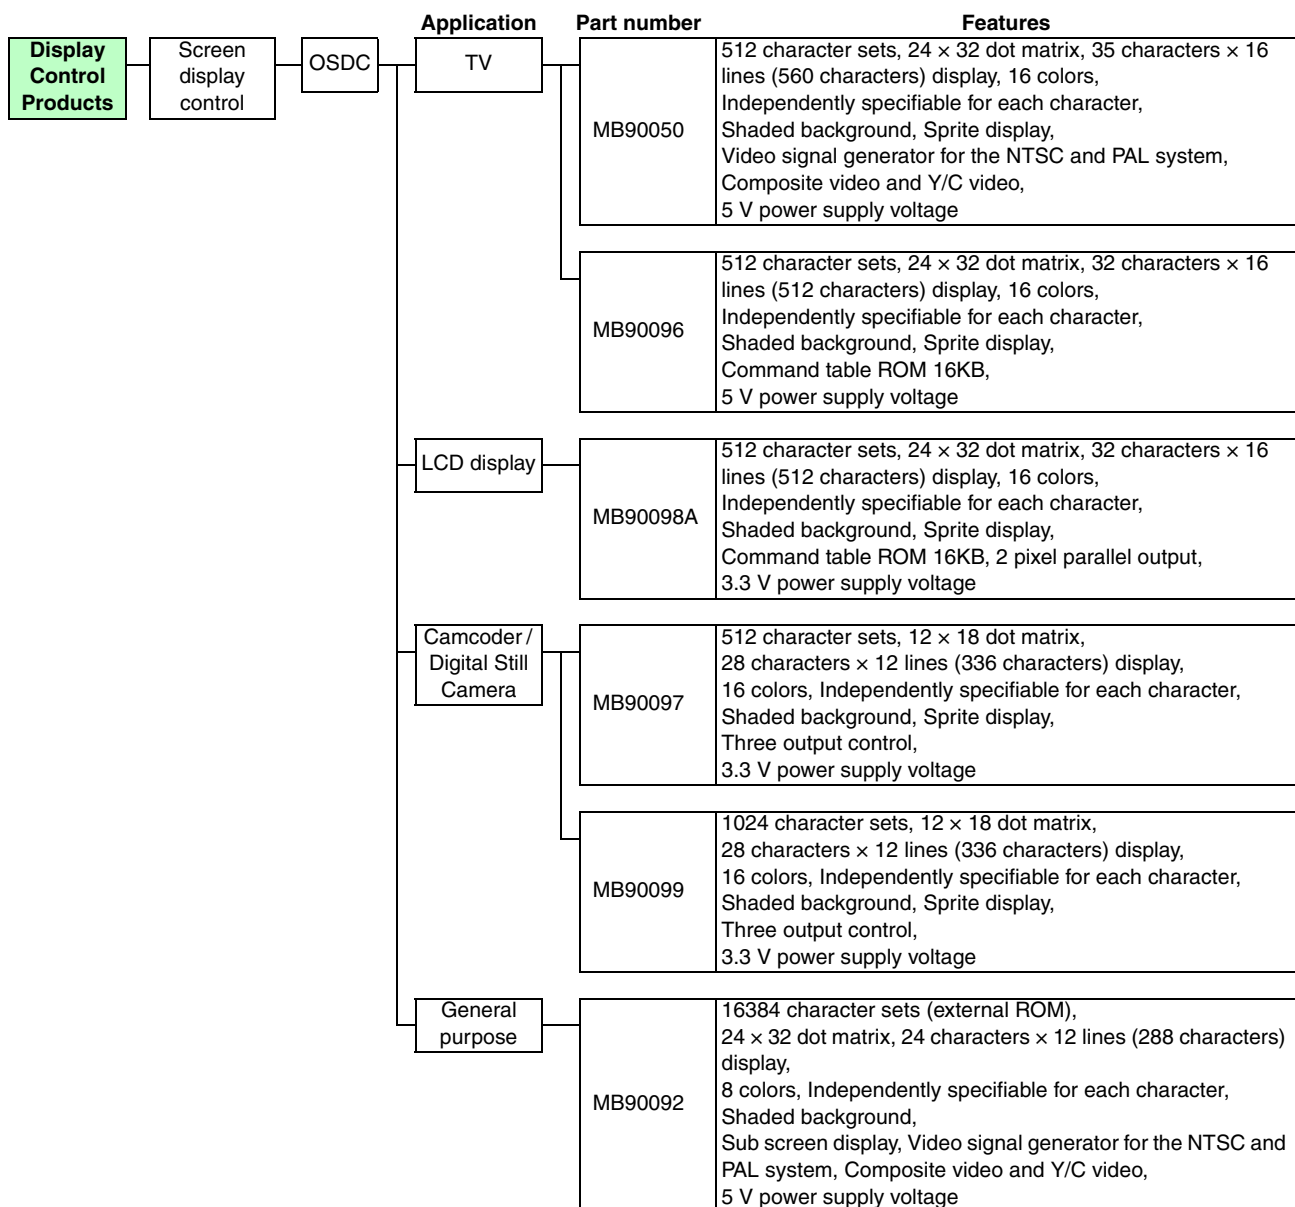 Application Part number Features
Display
Control
Products
Screen
display
control
OSDC
TV
MB90050
512 character sets, 24 × 32 dot matrix, 35 characters × 16
lines (560 characters) display, 16 colors,
Independently specifiable for each character,
Shaded background, Sprite display,
Video signal generator for the NTSC and PAL system,
Composite video and Y/C video,
5 V power supply voltage
MB90096
512 character sets, 24 × 32 dot matrix, 32 characters × 16
lines (512 characters) display, 16 colors,
Independently specifiable for each character,
Shaded background, Sprite display,
Command table ROM 16KB,
5 V power supply voltage
LCD display
MB90098A
512 character sets, 24 × 32 dot matrix, 32 characters × 16
lines (512 characters) display, 16 colors,
Independently specifiable for each character,
Shaded background, Sprite display,
Command table ROM 16KB, 2 pixel parallel output,
3.3 V power supply voltage
Camcoder /
Digital Still
Camera
MB90097
512 character sets, 12 × 18 dot matrix,
28 characters × 12 lines (336 characters) display,
16 colors, Independently specifiable for each character,
Shaded background, Sprite display,
Three output control,
3.3 V power supply voltage
MB90099
1024 character sets, 12 × 18 dot matrix,
28 characters × 12 lines (336 characters) display,
16 colors, Independently specifiable for each character,
Shaded background, Sprite display,
Three output control,
3.3 V power supply voltage
General
purpose
MB90092
16384 character sets (external ROM),
24 × 32 dot matrix, 24 characters × 12 lines (288 characters)
display,
8 colors, Independently specifiable for each character,
Shaded background,
Sub screen display, Video signal generator for the NTSC and
PAL system, Composite video and Y/C video,
5 V power supply voltage